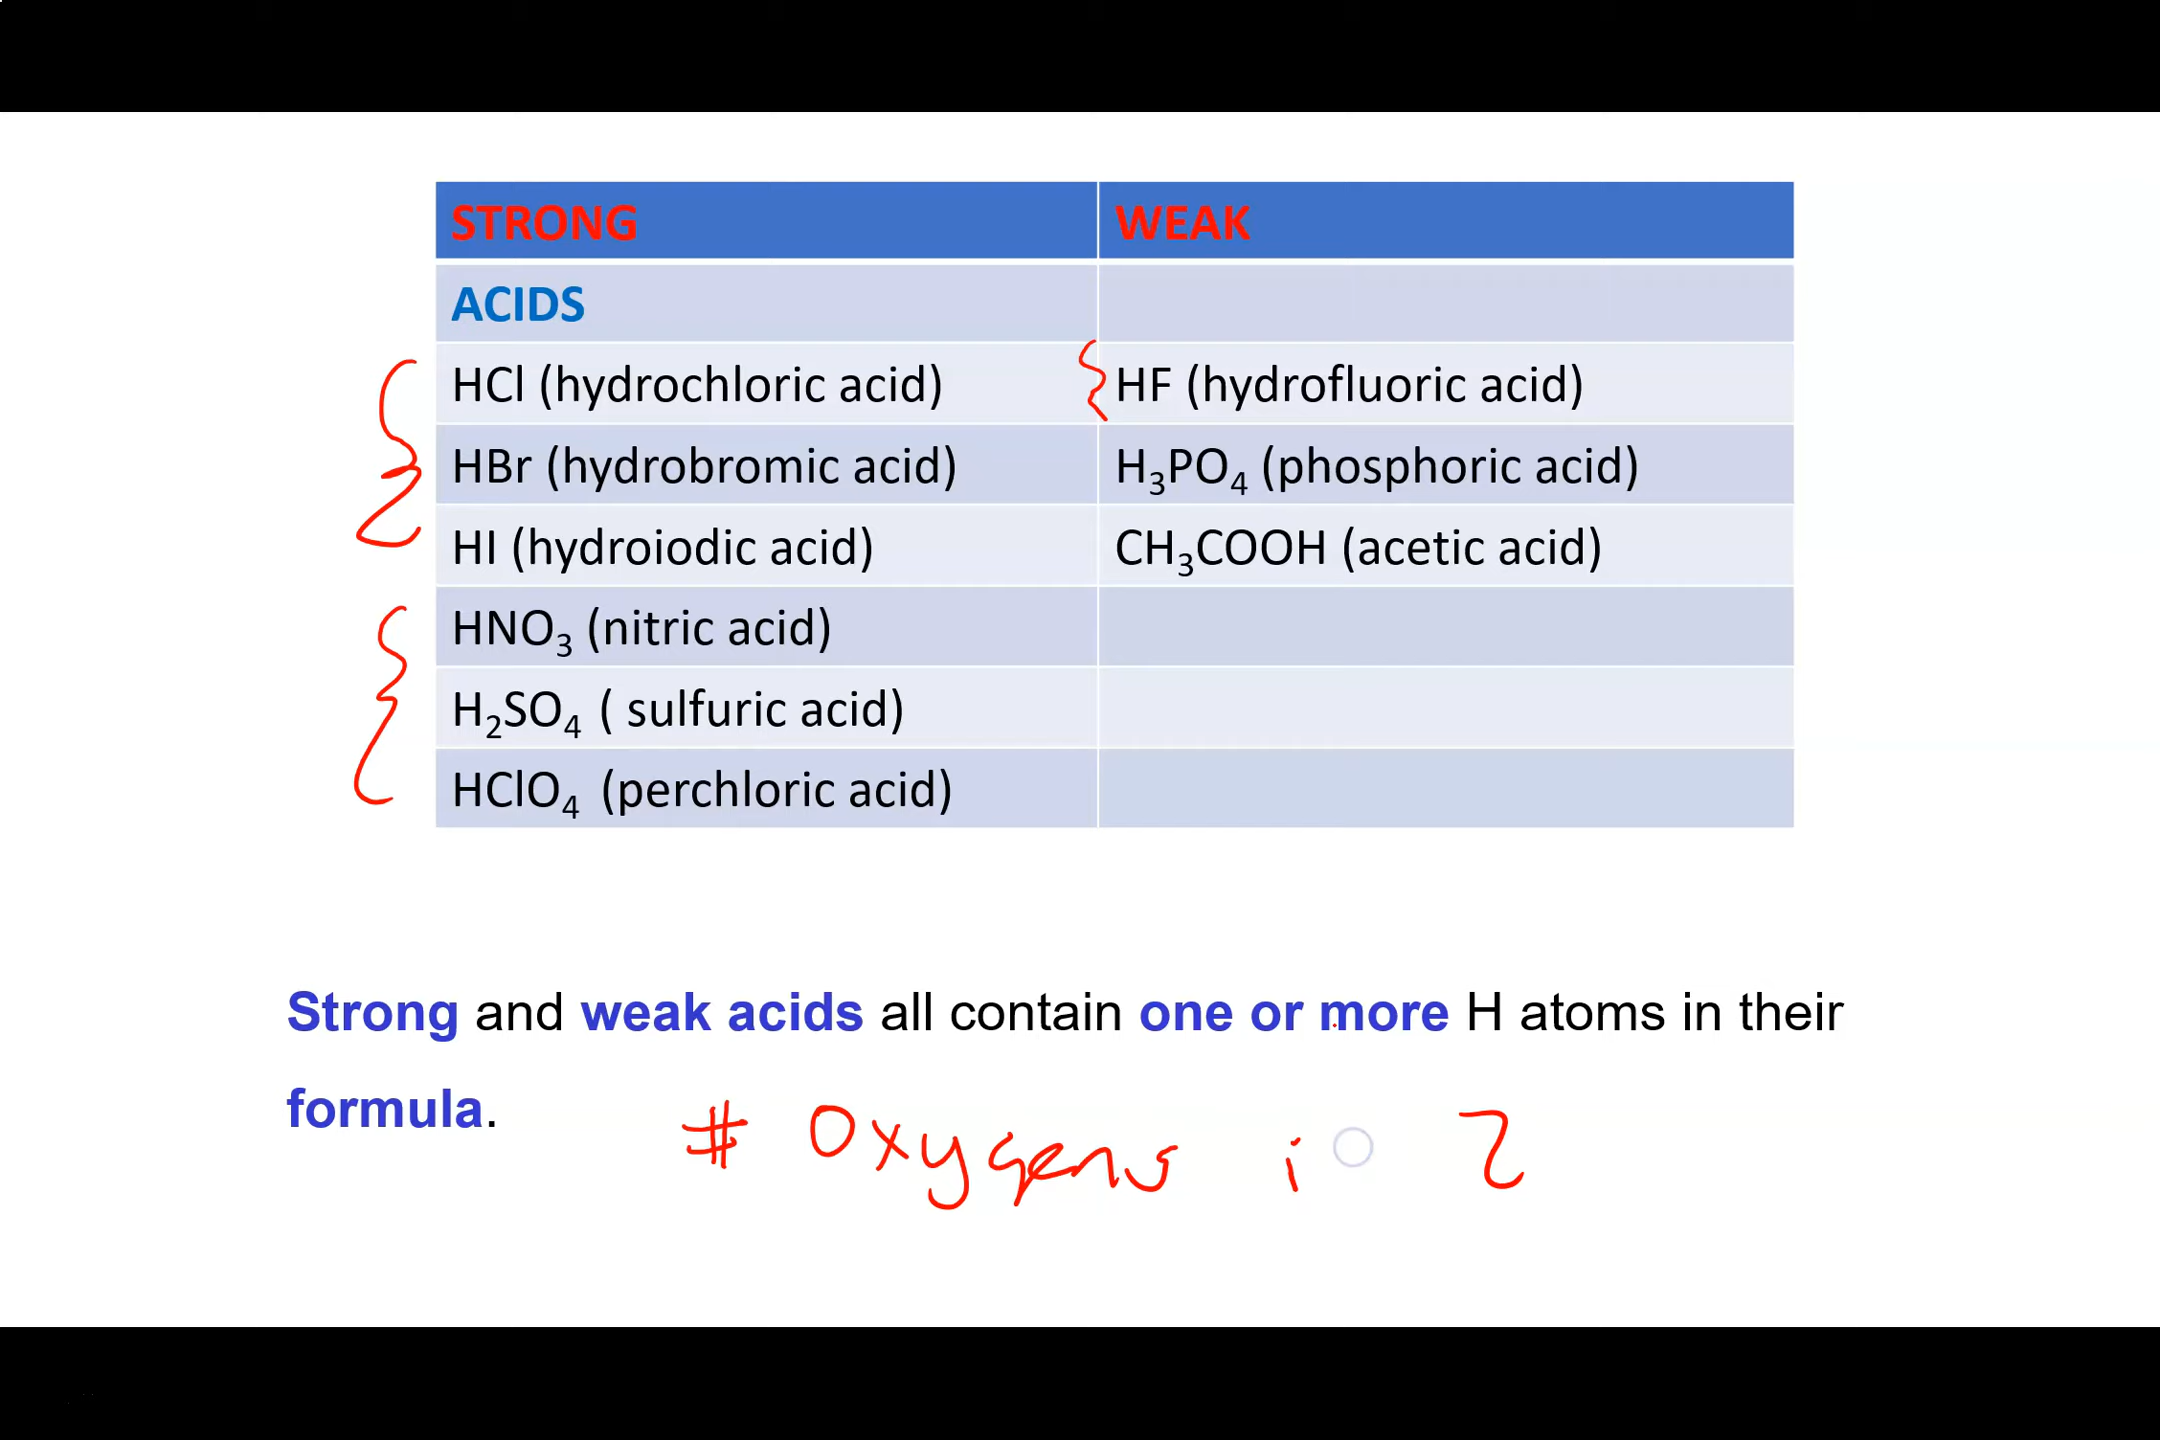 STRONG WEAK
ACIDS
HCl (hydrochloric acid) HF (hydrofluoric acid)
HBr (hydrobromic acid) H₃PO₄ (phosphoric acid)
HI (hydroiodic acid) CH₃COOH (acetic acid)
HNO₃ (nitric acid)
H₂SO₄ ( sulfuric acid)
HClO₄ (perchloric acid)
Strong and weak acids all contain one or more H atoms in their
formula.
# Oxygens i 2